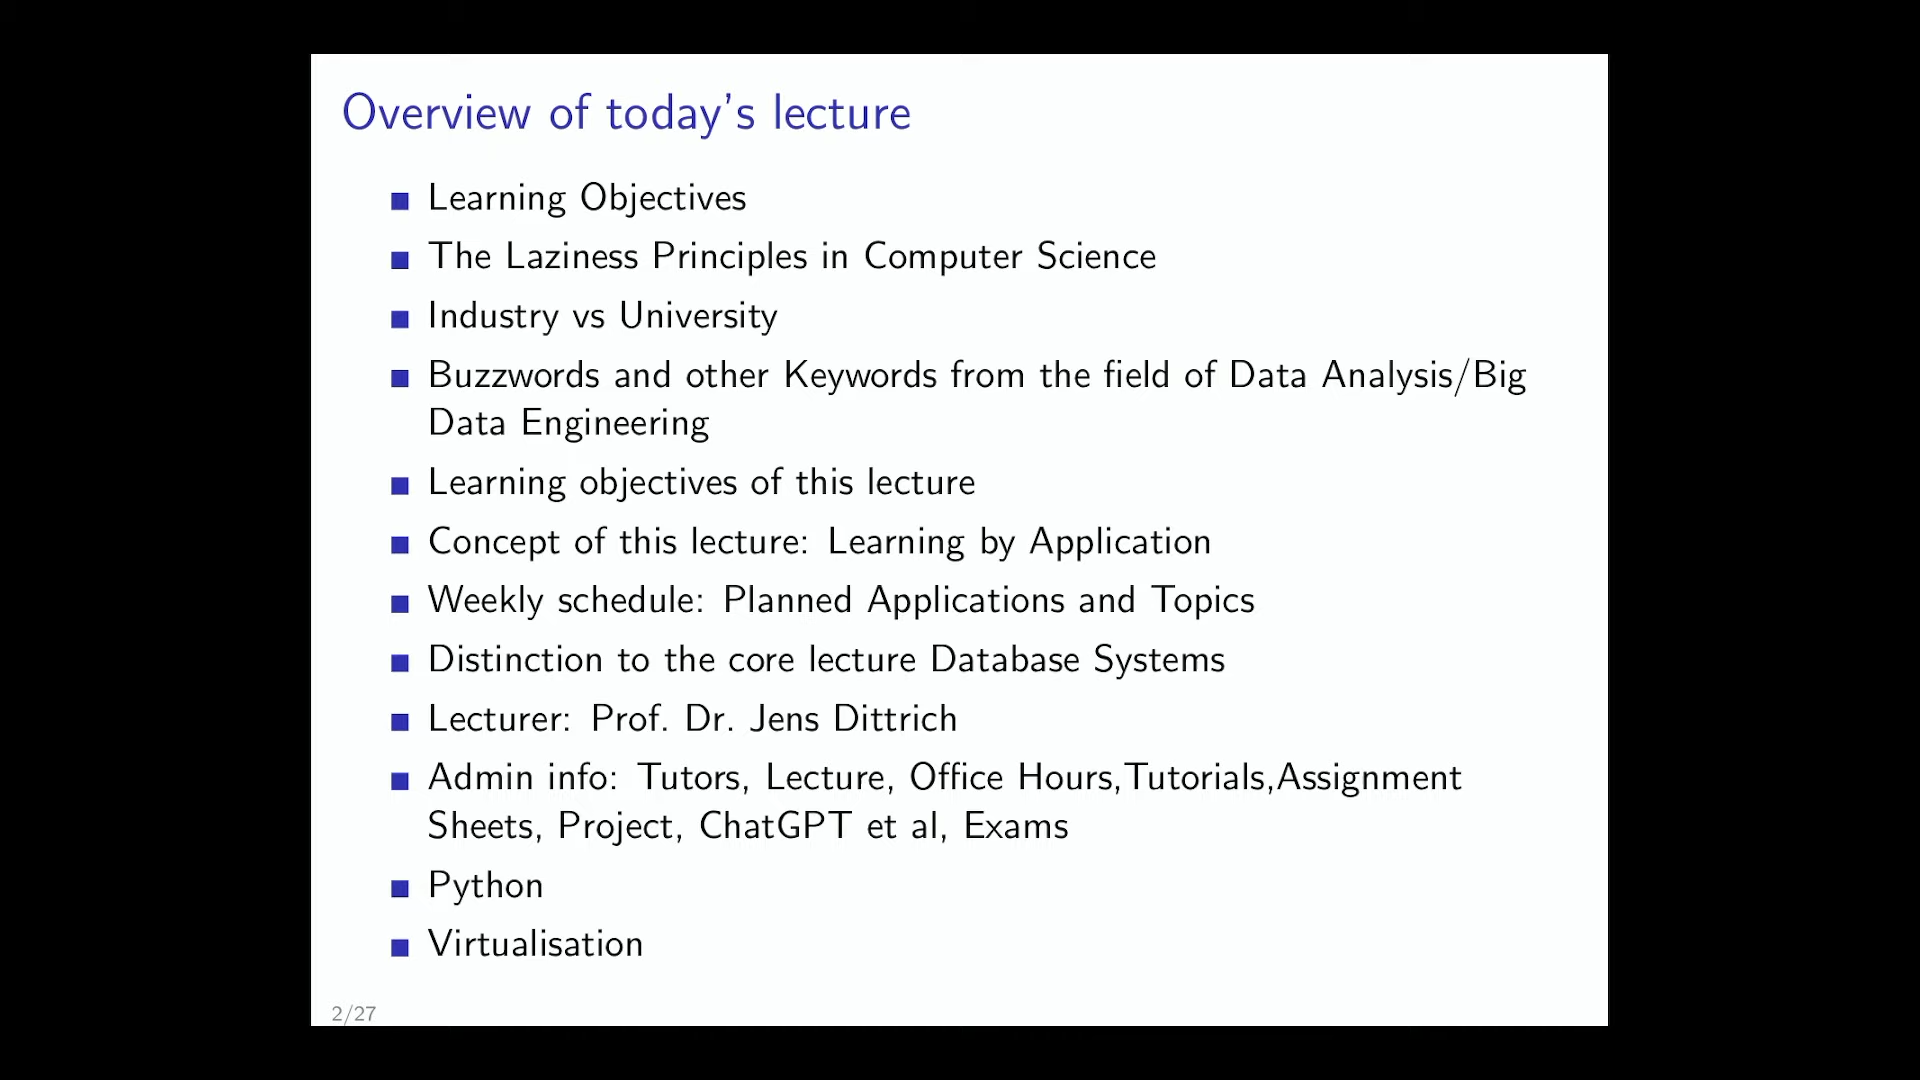 Overview of today's lecture
Learning Objectives
The Laziness Principles in Computer Science
Industry vs University
Buzzwords and other Keywords from the field of Data Analysis/Big
Data Engineering
Learning objectives of this lecture
Concept of this lecture: Learning by Application
Weekly schedule: Planned Applications and Topics
Distinction to the core lecture Database Systems
Lecturer: Prof. Dr. Jens Dittrich
Admin info: Tutors, Lecture, Office Hours,Tutorials,Assignment
Sheets, Project, ChatGPT et al, Exams
Python
Virtualisation
2/27